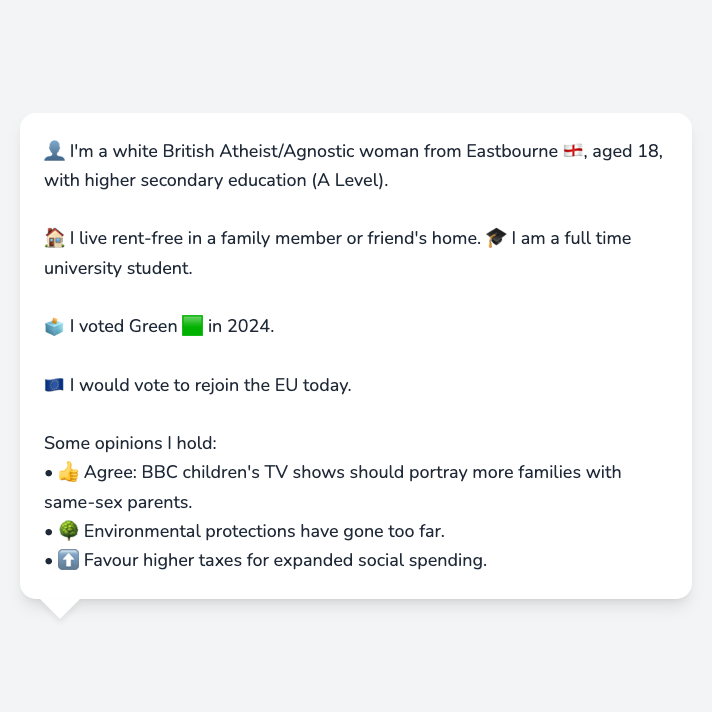 👤 I'm a white British Atheist/Agnostic woman from Eastbourne 🏴󠁧󠁢󠁥󠁮󠁧󠁿, aged 18,
with higher secondary education (A Level).
🏠 I live rent-free in a family member or friend's home. 🎓 I am a full time
university student.
🗳️ I voted Green 🟩 in 2024.
🇪🇺 I would vote to rejoin the EU today.
Some opinions I hold:
• 👍 Agree: BBC children's TV shows should portray more families with
same-sex parents.
• 🌳 Environmental protections have gone too far.
• ⬆️ Favour higher taxes for expanded social spending.